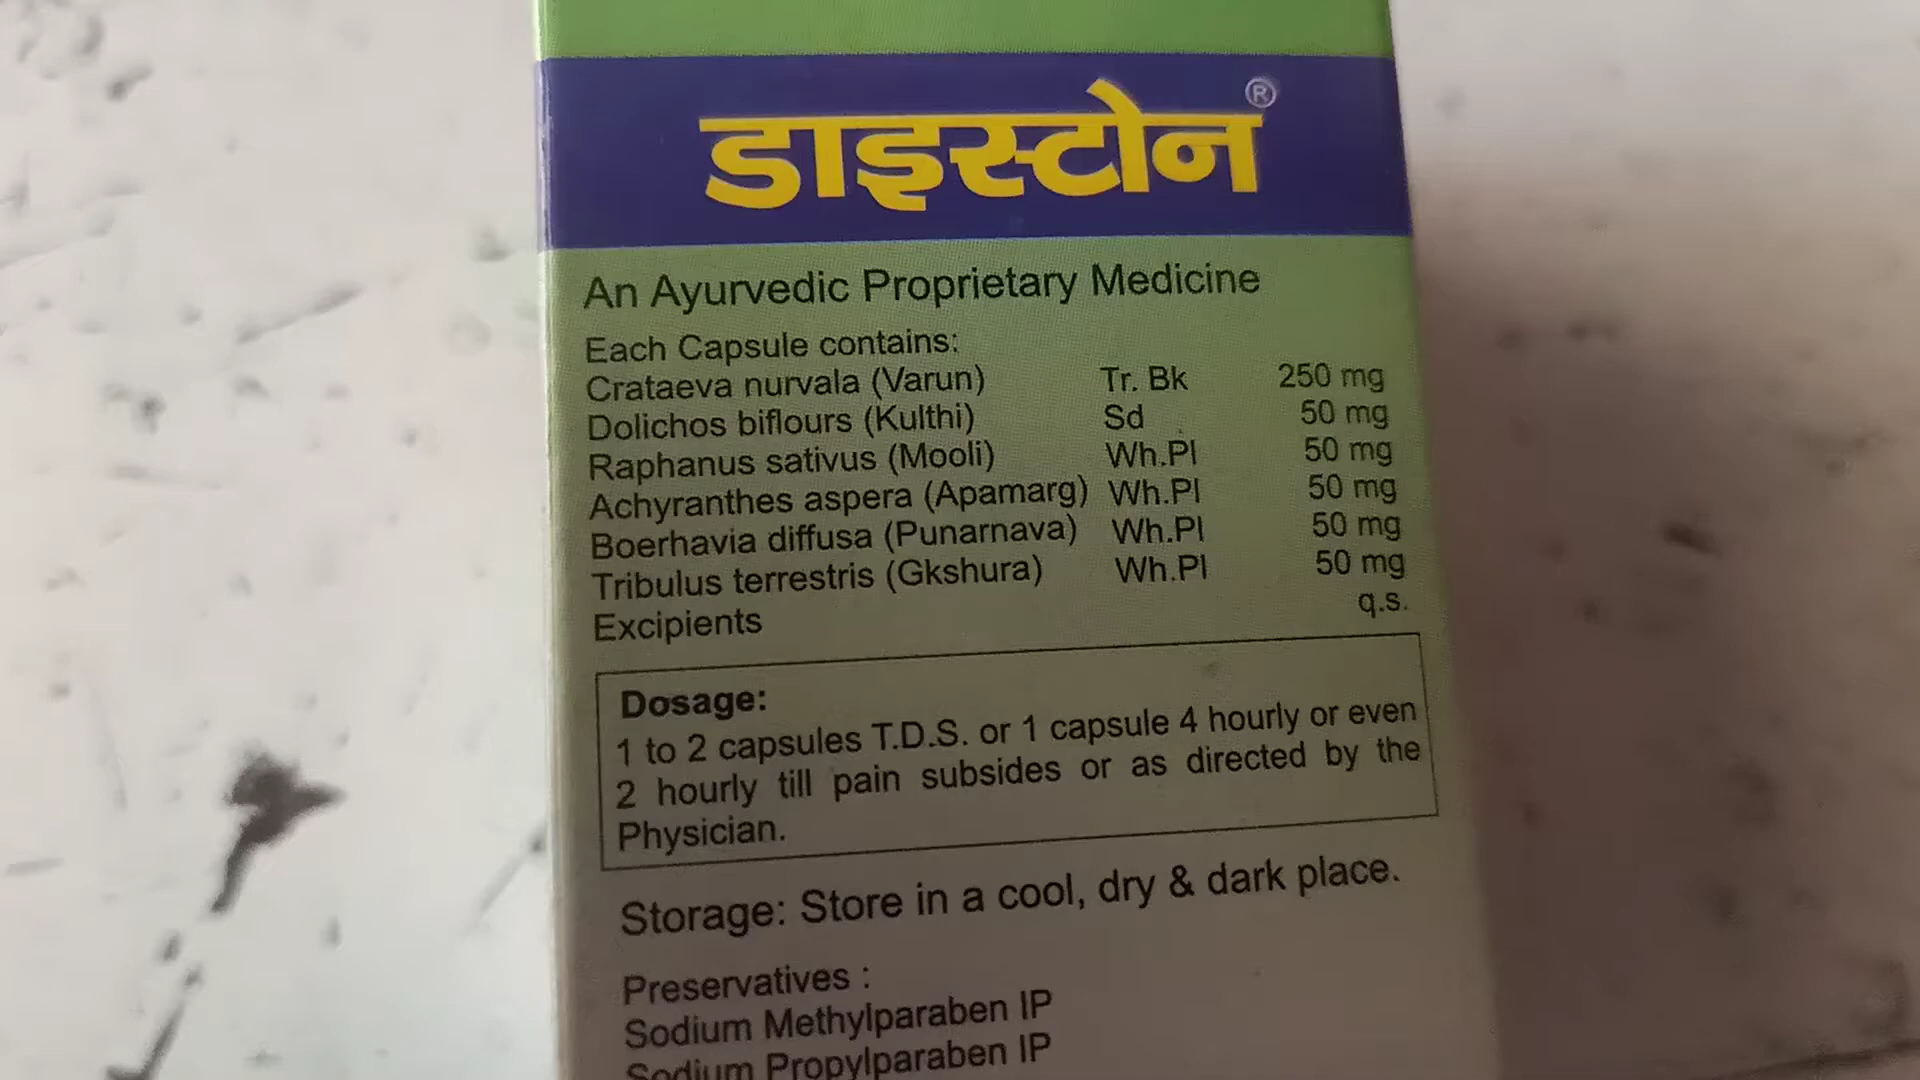 डाइस्टोन ®
An Ayurvedic Proprietary Medicine
Each Capsule contains:
Crataeva nurvala (Varun) Tr. Bk 250 mg
Dolichos biflours (Kulthi) Sd 50 mg
Raphanus sativus (Mooli) Wh.Pl 50 mg
Achyranthes aspera (Apamarg) Wh.Pl 50 mg
Boerhavia diffusa (Punarnava) Wh.Pl 50 mg
Tribulus terrestris (Gkshura) Wh.Pl 50 mg
Excipients q.s.
Dosage:
1 to 2 capsules T.D.S. or 1 capsule 4 hourly or even
2 hourly till pain subsides or as directed by the
Physician.
Storage: Store in a cool, dry & dark place.
Preservatives :
Sodium Methylparaben IP
Sodium Propylparaben IP